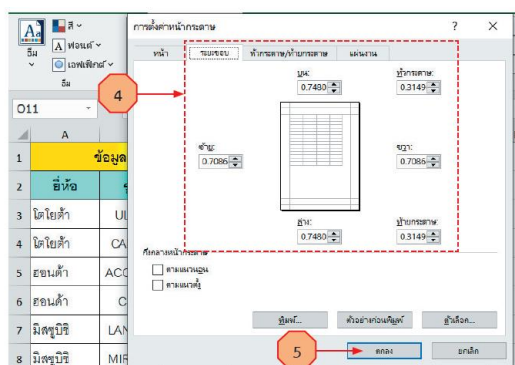 Aa
สี
การตั้งค่าหน้ากระดาษ
? ×
ธีม
A ฟอนต์
เอฟเฟ็กต์
ธีม
หน้า
ระยะขอบ
หัวกระดาษ/ท้ายกระดาษ
แผ่นงาน
4
บน:
0.7480
หัวกระดาษ:
0.3149
O11
A
1
ข้อมูล
2
ยี่ห้อ
3 โตโยต้า UL
4 โตโยต้า CA
5 ฮอนด้า ACC
6 ฮอนด้า C
7 มิตซูบิชิ LAN
8 มิตซูบิชิ MIR
ซ้าย:
0.7086
ขวา:
0.7086
ล่าง:
0.7480
ท้ายกระดาษ:
0.3149
กึ่งกลางหน้ากระดาษ
ตามแนวนอน
ตามแนวตั้ง
พิมพ์...
ตัวอย่างก่อนพิมพ์
ตัวเลือก...
5
ตกลง
ยกเลิก